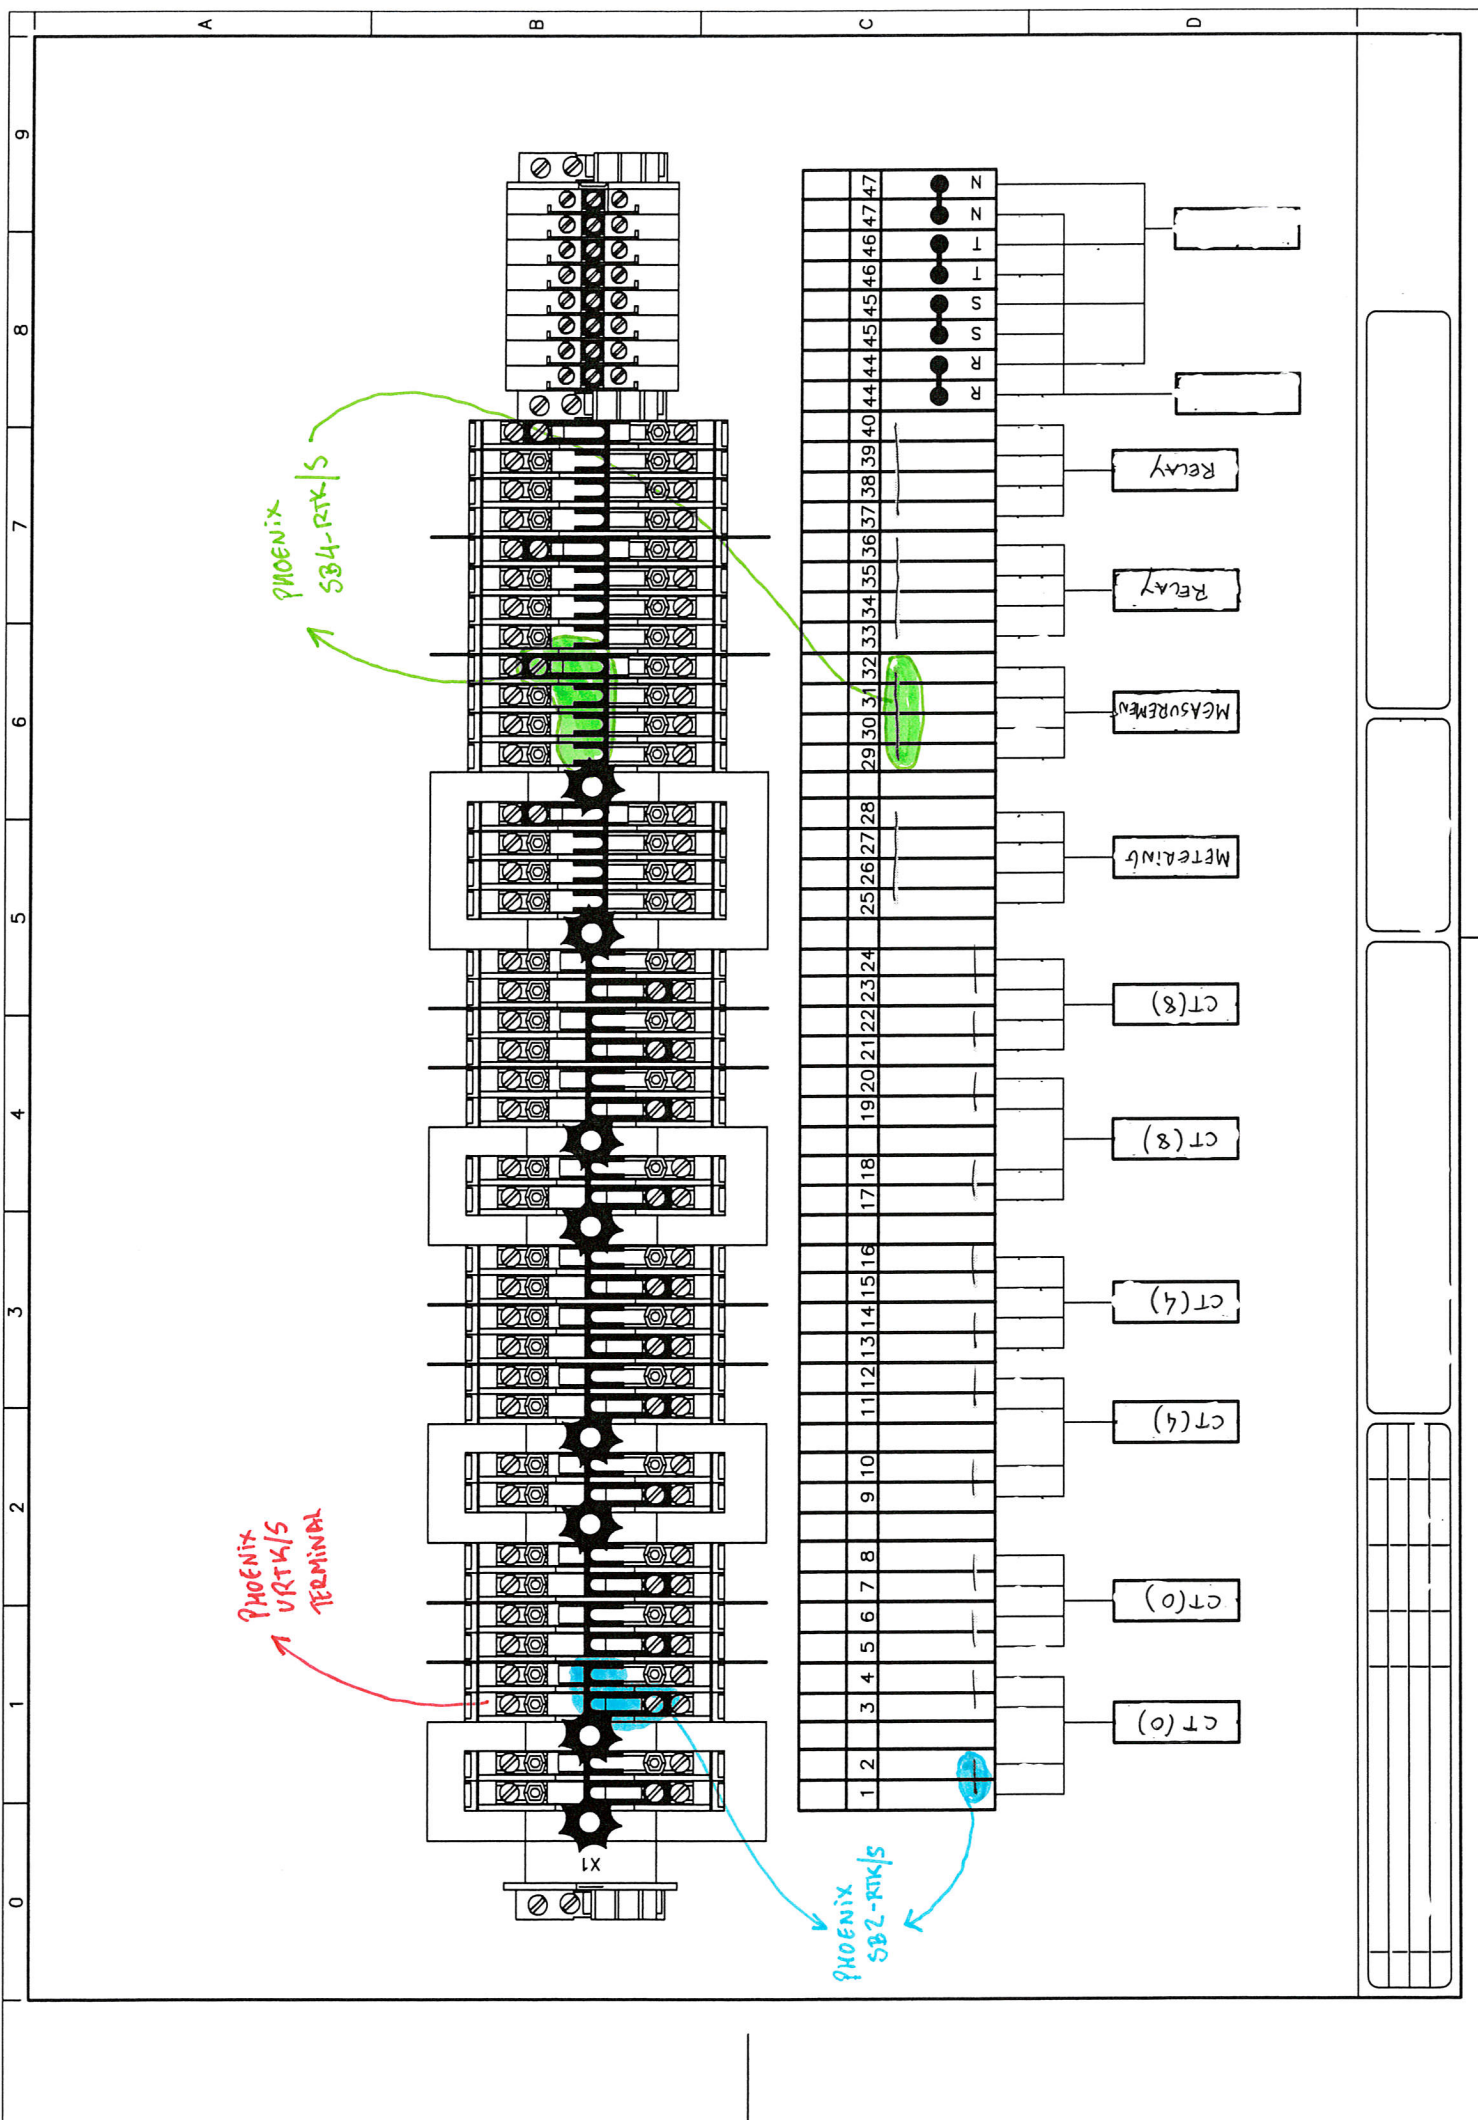 0 1 2 3 4 5 6 7 8 9
A
PHOENIX
URTK/S
TERMINAL
PHOENIX
SB4-RTK/S
B
X1
C
PHOENIX
SB2-RTK/S
1 2 3 4 5 6 7 8 9 10 11 12 13 14 15 16 17 18 19 20 21 22 23 24 25 26 27 28 29 30 31 32 33 34 35 36 37 38 39 40 44 44 45 45 46 46 47 47
R R S S T T N N
D
CT(0)
CT(0)
CT(4)
CT(4)
CT(8)
CT(8)
METERING
MEASUREMEN
RELAY
RELAY